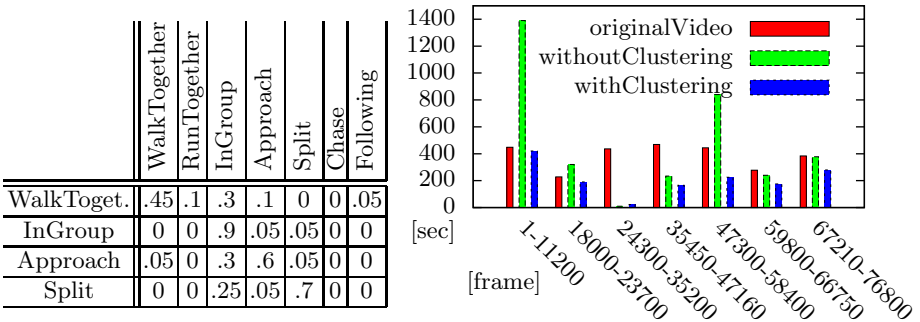 WalkTogether RunTogether InGroup Approach Split Chase Following
WalkToget. .45 .1 .3 .1 0 0 .05
InGroup 0 0 .9 .05 .05 0 0
Approach .05 0 .3 .6 .05 0 0
Split 0 0 .25 .05 .7 0 0
1400
1200
1000
800
600
400
200
0
[sec]
originalVideo
withoutClustering
withClustering
1-11200
18000-23700
24300-35200
35450-47160
47300-58400
59800-66750
67210-76800
[frame]